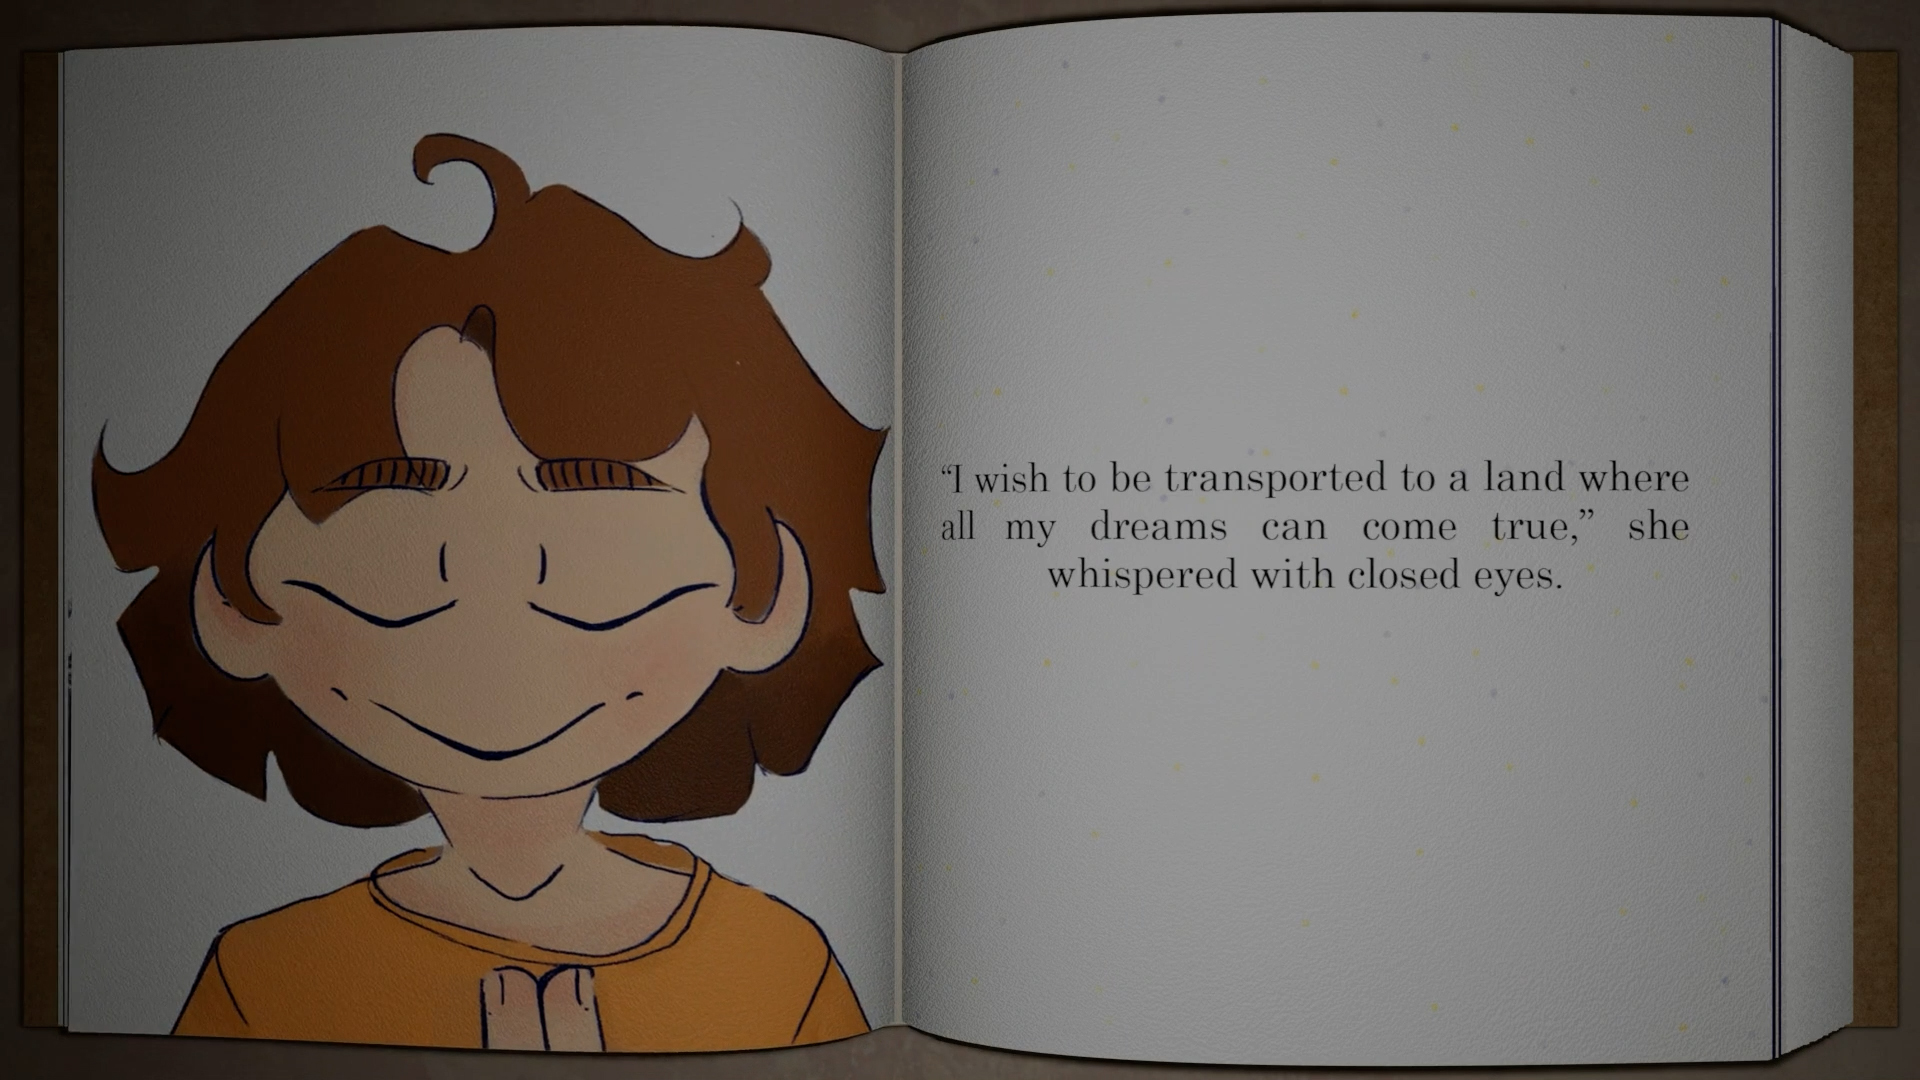 “I wish to be transported to a land where
all my dreams can come true,” she
whispered with closed eyes.